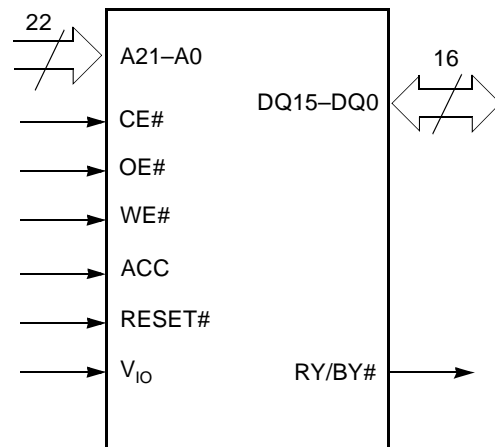 22
A21–A0
16
DQ15–DQ0
CE#
OE#
WE#
ACC
RESET#
VIO
RY/BY#